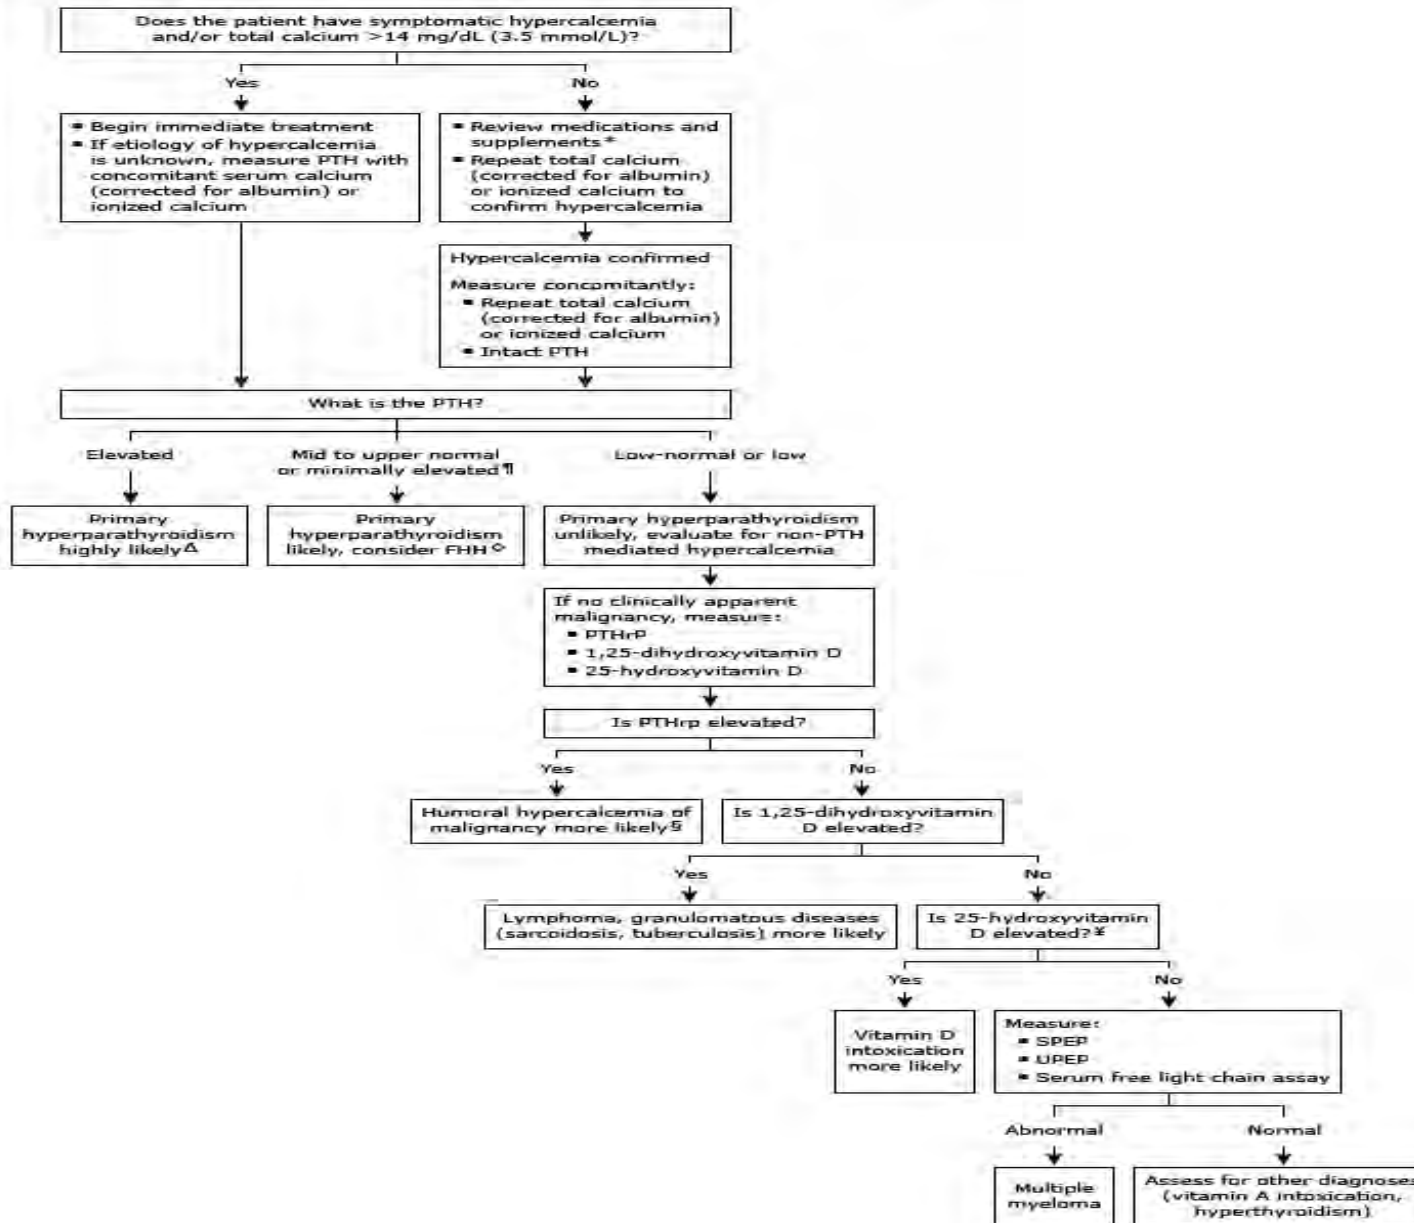 Does the patient have symptomatic hypercalcemia
and/or total calcium >14 mg/dL (3.5 mmol/L)?
Yes
No
▪ Begin immediate treatment
▪ If etiology of hypercalcemia
is unknown, measure PTH with
concomitant serum calcium
(corrected for albumin) or
ionized calcium
▪ Review medications and
supplements*
▪ Repeat total calcium
(corrected for albumin)
or ionized calcium to
confirm hypercalcemia
Hypercalcemia confirmed
Measure concomitantly:
▪ Repeat total calcium
(corrected for albumin)
or ionized calcium
▪ Intact PTH
What is the PTH?
Elevated
Mid to upper normal
or minimally elevated¶
Low-normal or low
Primary
hyperparathyroidism
highly likelyΔ
Primary
hyperparathyroidism
likely, consider FHH◇
Primary hyperparathyroidism
unlikely, evaluate for non-PTH
mediated hypercalcemia
If no clinically apparent
malignancy, measure:
▪ PTHrP
▪ 1,25-dihydroxyvitamin D
▪ 25-hydroxyvitamin D
Is PTHrp elevated?
Yes
No
Humoral hypercalcemia of
malignancy more likely§
Is 1,25-dihydroxyvitamin
D elevated?
Yes
No
Lymphoma, granulomatous diseases
(sarcoidosis, tuberculosis) more likely
Is 25-hydroxyvitamin
D elevated?¥
Yes
No
Vitamin D
intoxication
more likely
Measure:
▪ SPEP
▪ UPEP
▪ Serum free light chain assay
Abnormal
Normal
Multiple
myeloma
Assess for other diagnoses
(vitamin A intoxication,
hyperthyroidism)